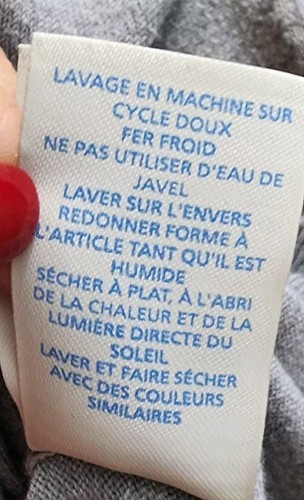 LAVAGE EN MACHINE SUR
CYCLE DOUX
FER FROID
NE PAS UTILISER D'EAU DE
JAVEL
LAVER SUR L'ENVERS
REDONNER FORME À
L'ARTICLE TANT QU'IL EST
HUMIDE
SÉCHER À PLAT, À L'ABRI
DE LA CHALEUR ET DE LA
LUMIÈRE DIRECTE DU
SOLEIL
LAVER ET FAIRE SÉCHER
AVEC DES COULEURS
SIMILAIRES